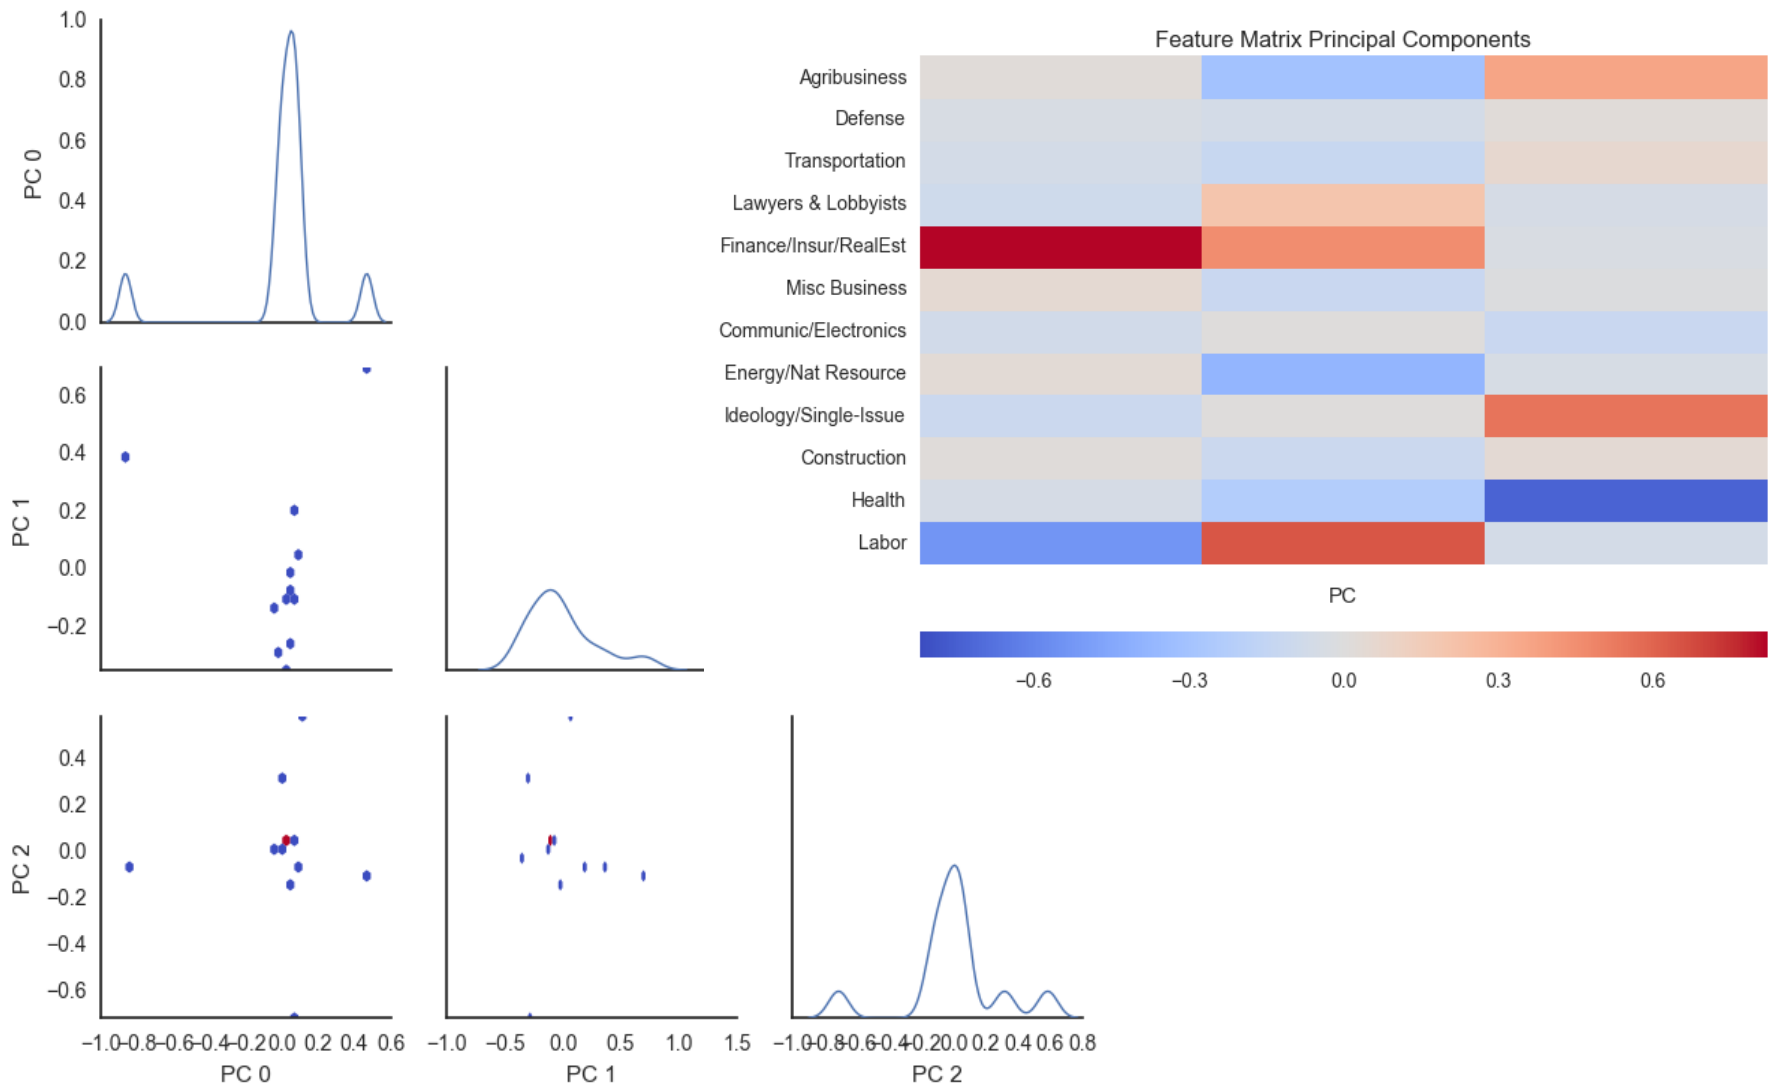 1.0
0.8
0.6
0.4
0.2
0.0
PC 0
Feature Matrix Principal Components
Agribusiness
Defense
Transportation
Lawyers & Lobbyists
Finance/Insur/RealEst
Misc Business
Communic/Electronics
Energy/Nat Resource
Ideology/Single-Issue
Construction
Health
Labor
PC
−0.6 −0.3 0.0 0.3 0.6
0.6
0.4
0.2
0.0
−0.2
PC 1
0.4
0.2
0.0
−0.2
−0.4
−0.6
PC 2
−1.0 −0.8 −0.6 −0.4 −0.2 0.0 0.2 0.4 0.6
PC 0
−1.0 −0.5 0.0 0.5 1.0 1.5
PC 1
−1.0 −0.8 −0.6 −0.4 −0.2 0.0 0.2 0.4 0.6 0.8
PC 2